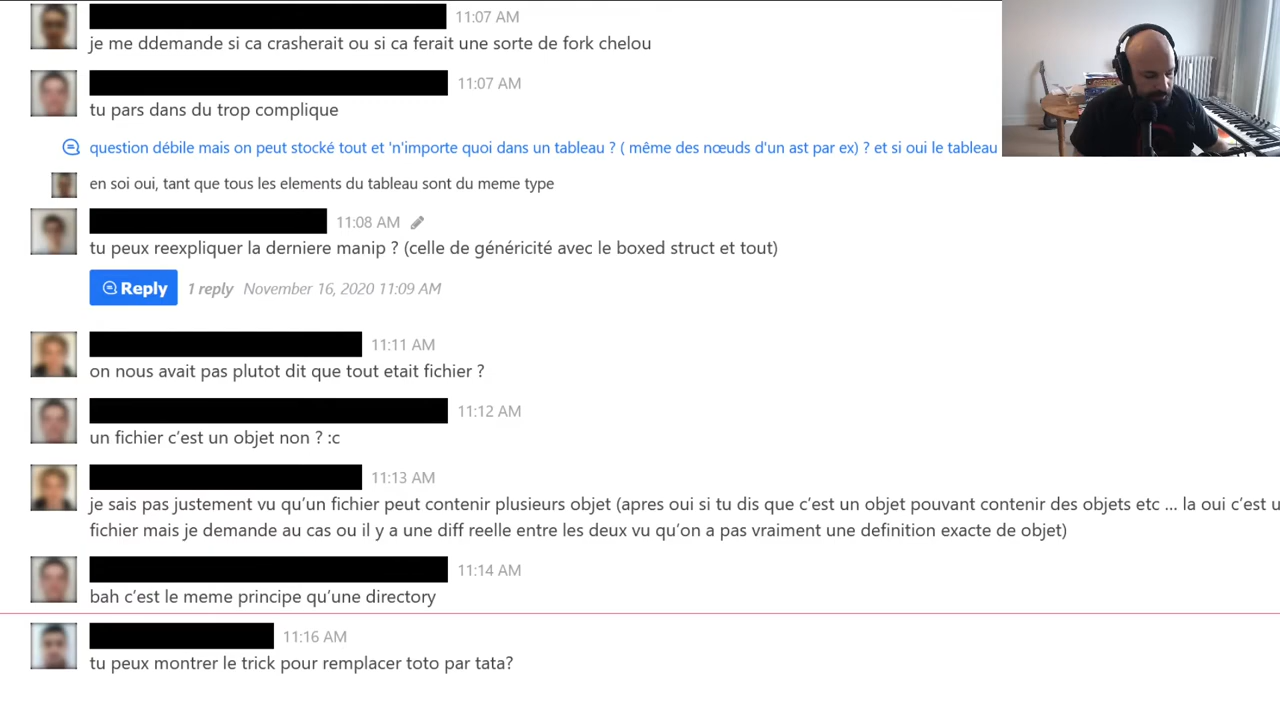 11:07 AM
je me ddemande si ca crasherait ou si ca ferait une sorte de fork chelou
11:07 AM
tu pars dans du trop complique
question débile mais on peut stocké tout et 'n'importe quoi dans un tableau ? ( même des nœuds d'un ast par ex) ? et si oui le tableau
en soi oui, tant que tous les elements du tableau sont du meme type
11:08 AM
tu peux reexpliquer la derniere manip ? (celle de généricité avec le boxed struct et tout)
Reply 1 reply November 16, 2020 11:09 AM
11:11 AM
on nous avait pas plutot dit que tout etait fichier ?
11:12 AM
un fichier c’est un objet non ? :c
11:13 AM
je sais pas justement vu qu’un fichier peut contenir plusieurs objet (apres oui si tu dis que c’est un objet pouvant contenir des objets etc ... la oui c’est u
fichier mais je demande au cas ou il y a une diff reelle entre les deux vu qu’on a pas vraiment une definition exacte de objet)
11:14 AM
bah c’est le meme principe qu’une directory
11:16 AM
tu peux montrer le trick pour remplacer toto par tata?